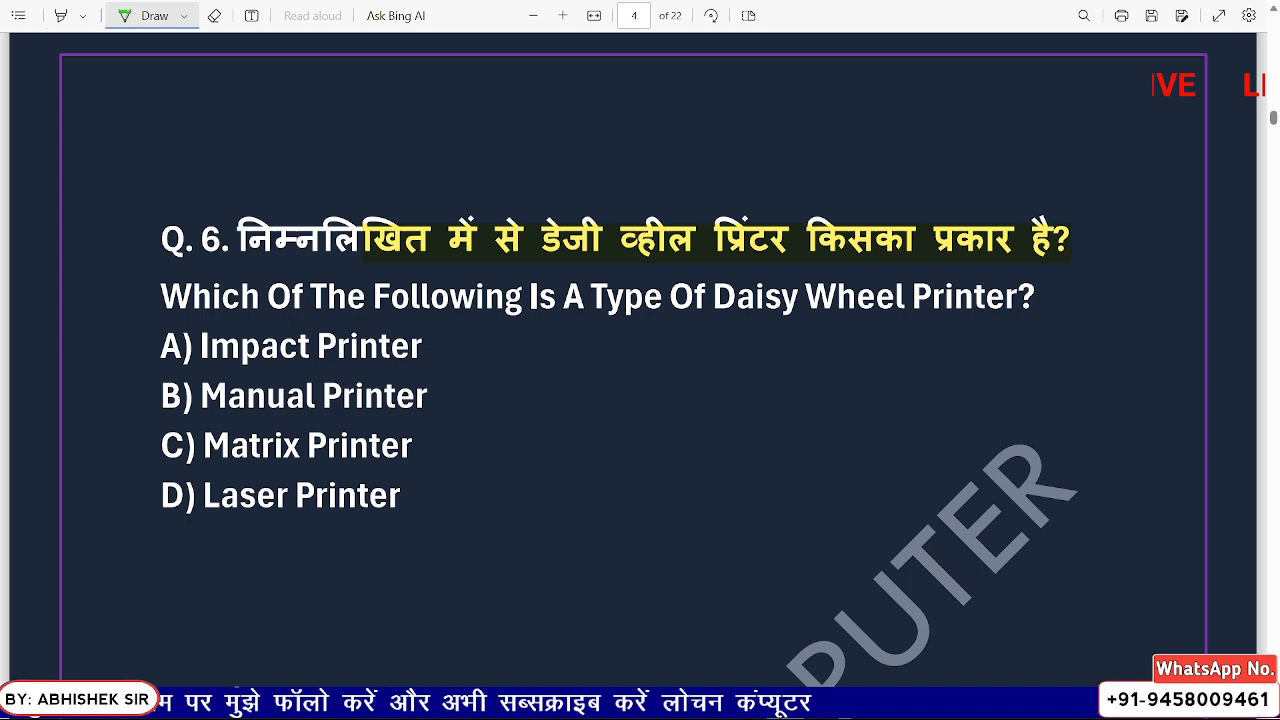 Draw
Read aloud
Ask Bing AI
4
of 22
IVE LI
Q. 6. निम्नलिखित में से डेजी व्हील प्रिंटर किसका प्रकार है?
Which Of The Following Is A Type Of Daisy Wheel Printer?
A) Impact Printer
B) Manual Printer
C) Matrix Printer
D) Laser Printer
PUTER
WhatsApp No.
BY: ABHISHEK SIR
म पर मुझे फॉलो करें और अभी सब्सक्राइब करें लोचन कंप्यूटर
+91-9458009461